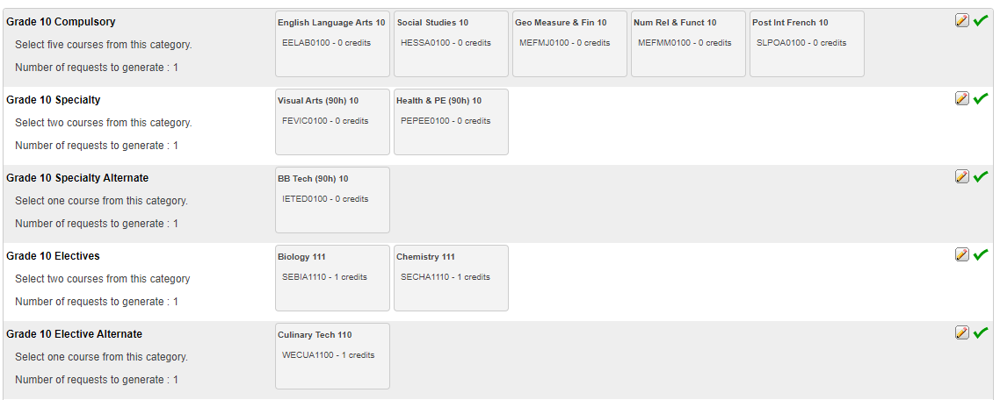 Grade 10 Compulsory
Select five courses from this category.
Number of requests to generate : 1
English Language Arts 10
EELAB0100 - 0 credits
Social Studies 10
HESSA0100 - 0 credits
Geo Measure & Fin 10
MEFMJ0100 - 0 credits
Num Rel & Funct 10
MEFMM0100 - 0 credits
Post Int French 10
SLPOA0100 - 0 credits
Grade 10 Specialty
Select two courses from this category.
Number of requests to generate : 1
Visual Arts (90h) 10
FEVIC0100 - 0 credits
Health & PE (90h) 10
PEPEE0100 - 0 credits
Grade 10 Specialty Alternate
Select one course from this category.
Number of requests to generate : 1
BB Tech (90h) 10
IETED0100 - 0 credits
Grade 10 Electives
Select two courses from this category
Number of requests to generate : 1
Biology 111
SEBIA1110 - 1 credits
Chemistry 111
SECHA1110 - 1 credits
Grade 10 Elective Alternate
Select one course from this category.
Number of requests to generate : 1
Culinary Tech 110
WECUA1100 - 1 credits